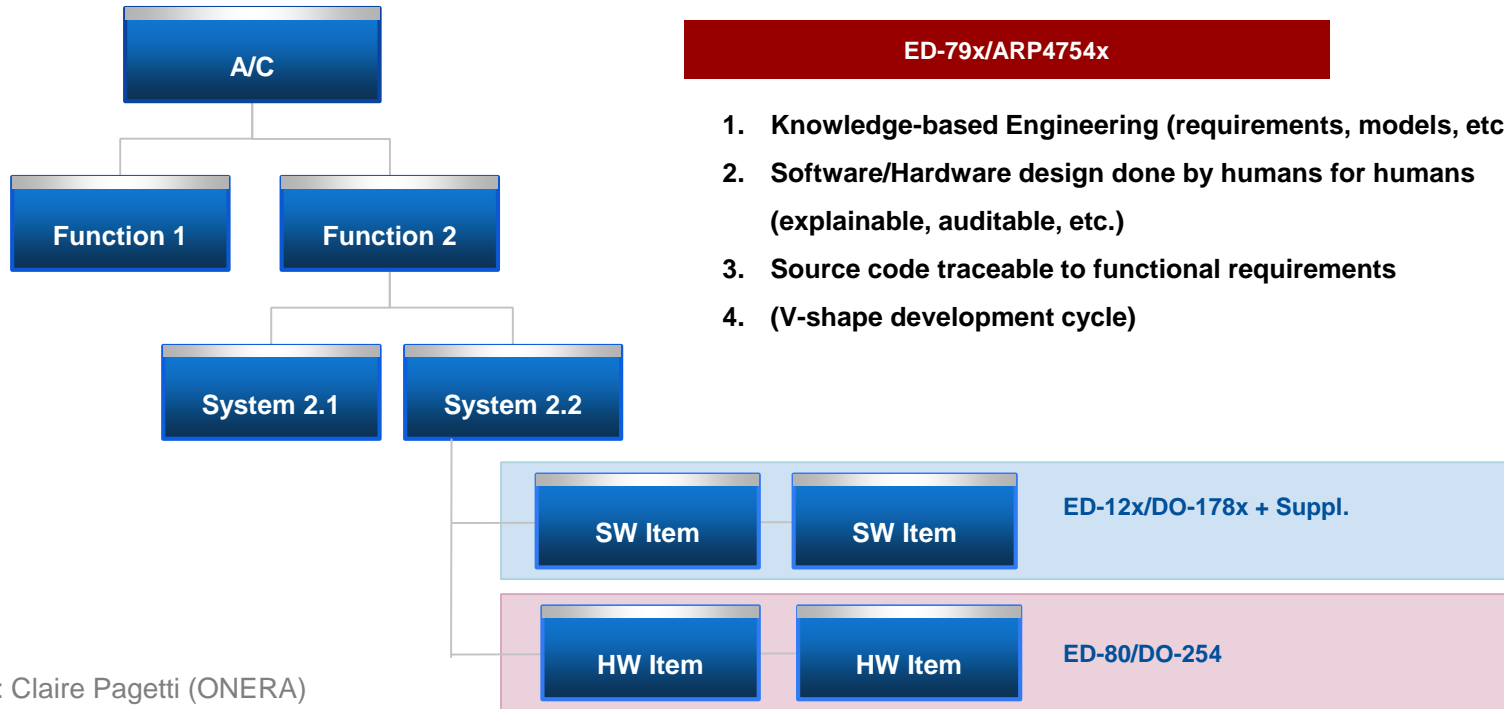 A/C
ED-79x/ARP4754x
1. Knowledge-based Engineering (requirements, models, etc
2. Software/Hardware design done by humans for humans
(explainable, auditable, etc.)
3. Source code traceable to functional requirements
4. (V-shape development cycle)
Function 1
Function 2
System 2.1
System 2.2
SW Item
SW Item
ED-12x/DO-178x + Suppl.
HW Item
HW Item
ED-80/DO-254
: Claire Pagetti (ONERA)